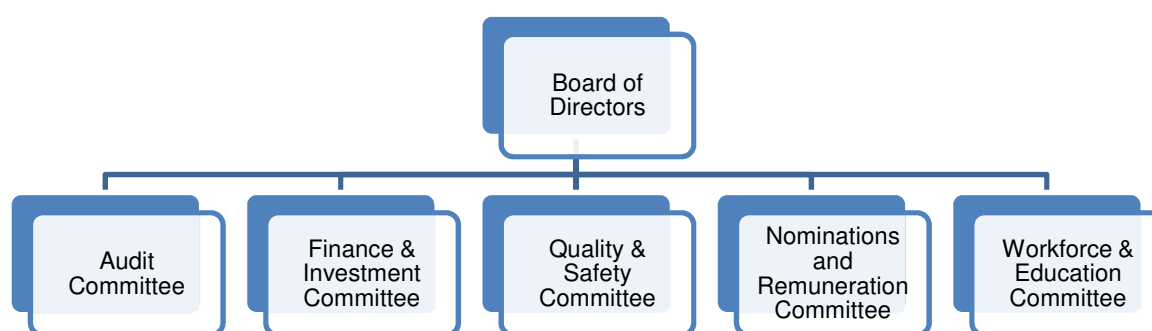 Board of
Directors
Audit
Committee
Finance &
Investment
Committee
Quality &
Safety
Committee
Nominations
and
Remuneration
Committee
Workforce &
Education
Committee